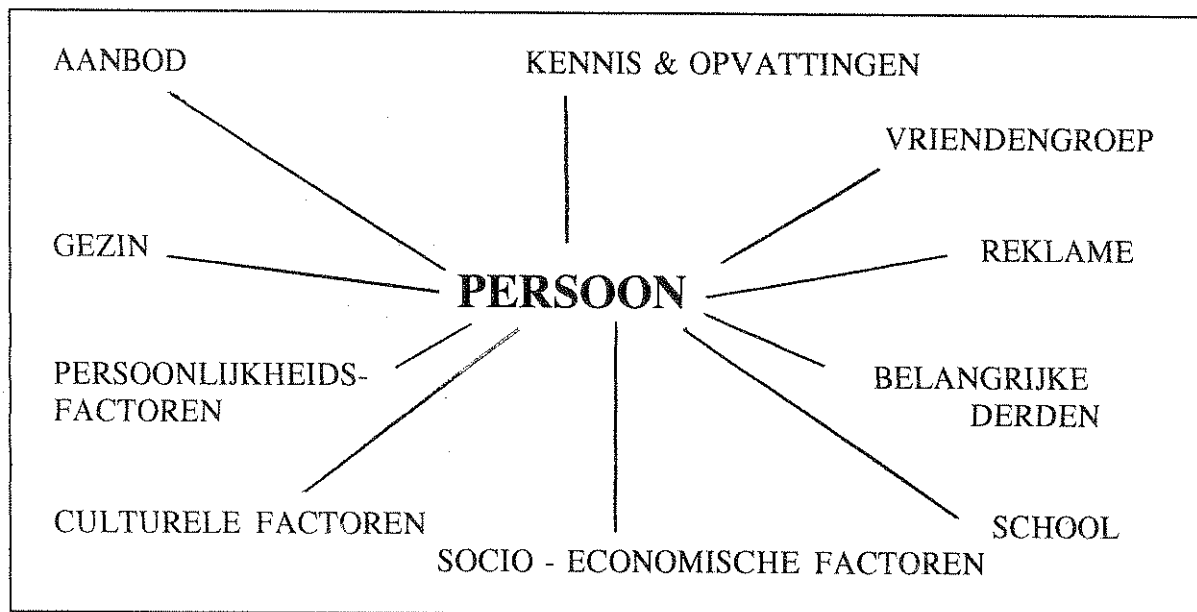 AANBOD
KENNIS & OPVATTINGEN
VRIENDENGROEP
GEZIN
REKLAME
PERSOON
PERSOONLIJKHEIDS-
FACTOREN
BELANGRIJKE
DERDEN
CULTURELE FACTOREN
SCHOOL
SOCIO - ECONOMISCHE FACTOREN